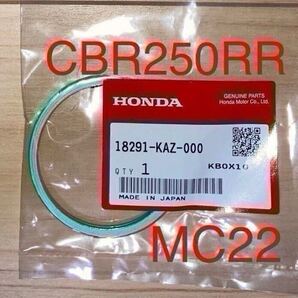 CBR250RR
HONDA
GENUINE PARTS
Honda Motor Co., Ltd.
18291-KAZ-000
QTY 1
KB0X10
MADE IN JAPAN
MC22